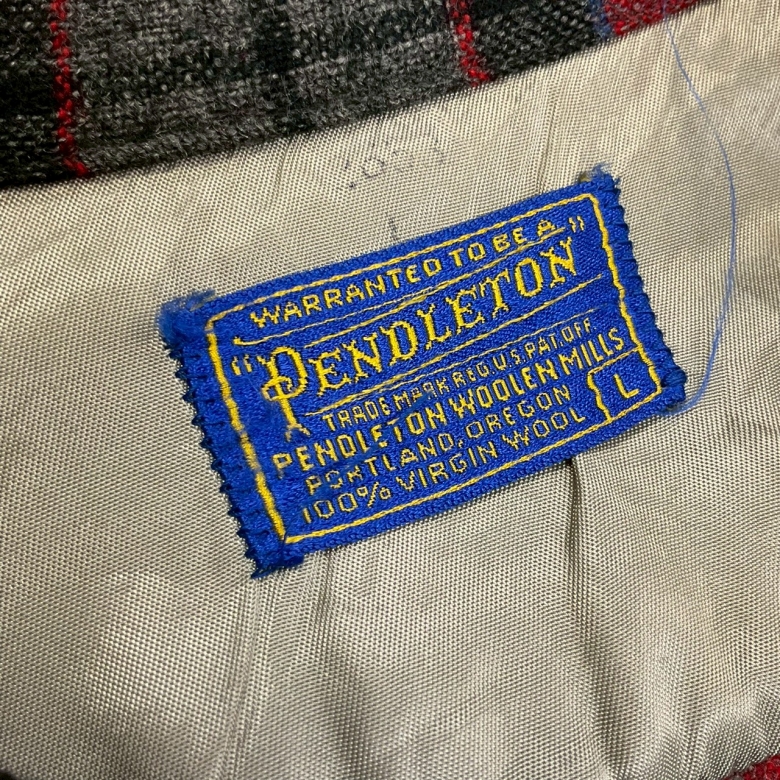 WARRANTED TO BE A"
"PENDLETON
TRADE MARK REG U.S. PAT. OFF
PENDLETON WOOLEN MILLS
PORTLAND, OREGON
100% VIRGIN WOOL
L